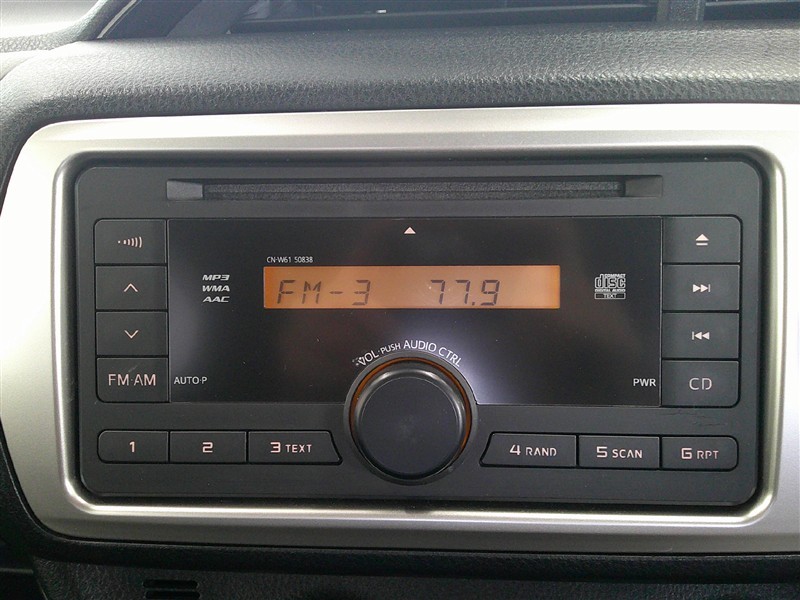 CN-W61 50838
MP3
WMA
AAC
FM-3 77.9
COMPACT
disc
DIGITAL AUDIO
TEXT
VOL·PUSH AUDIO CTRL
FM·AM
AUTO·P
PWR
CD
1
2
3 TEXT
4 RAND
5 SCAN
6 RPT